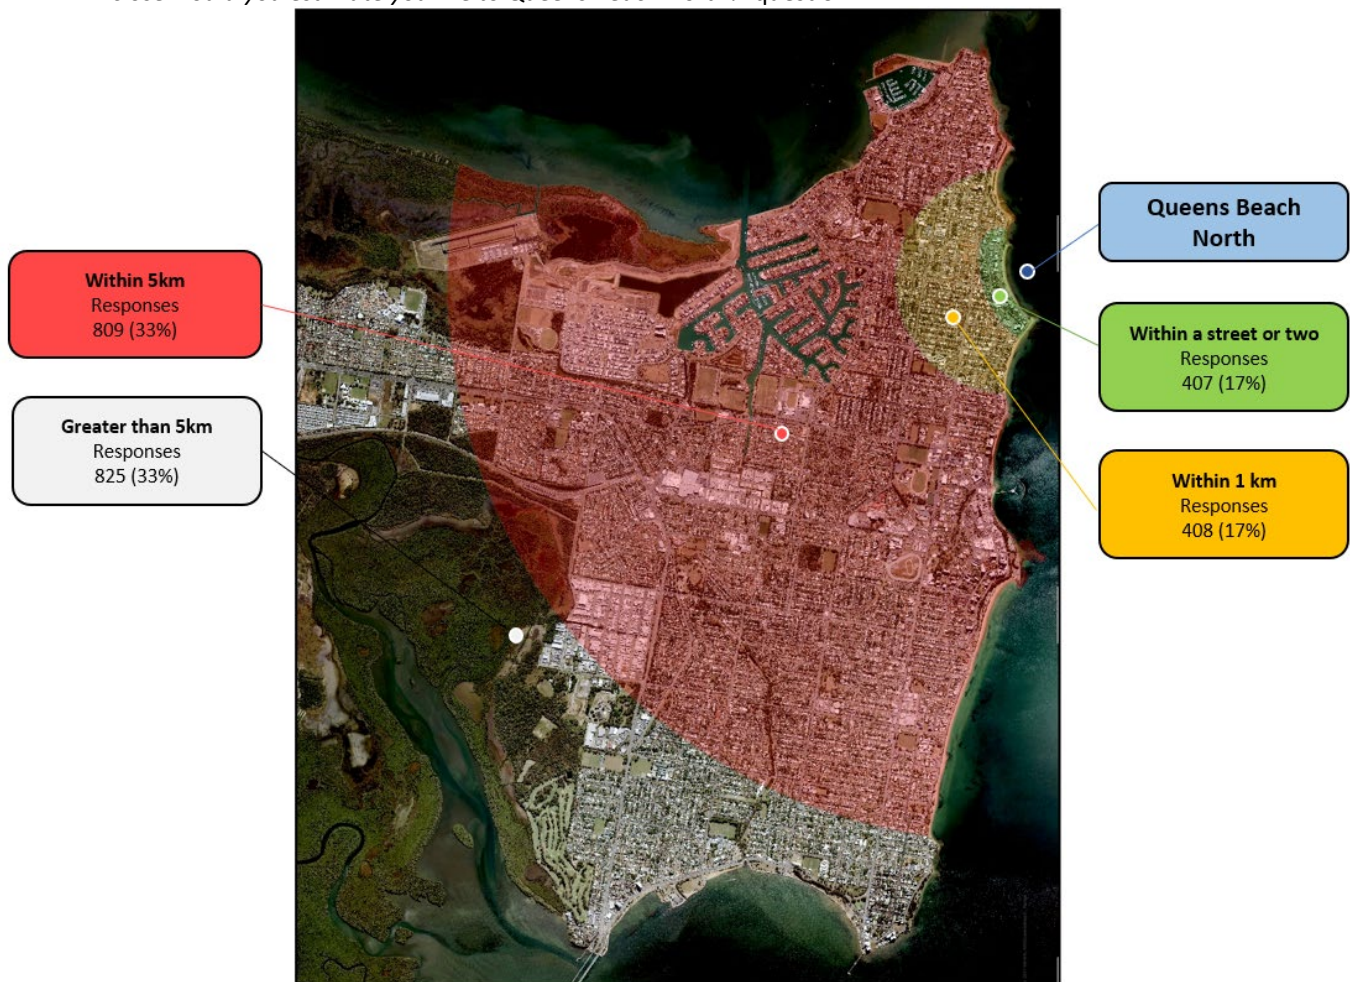 Queens Beach
North
Within 5km
Responses
809 (33%)
Within a street or two
Responses
407 (17%)
Greater than 5km
Responses
825 (33%)
Within 1 km
Responses
408 (17%)